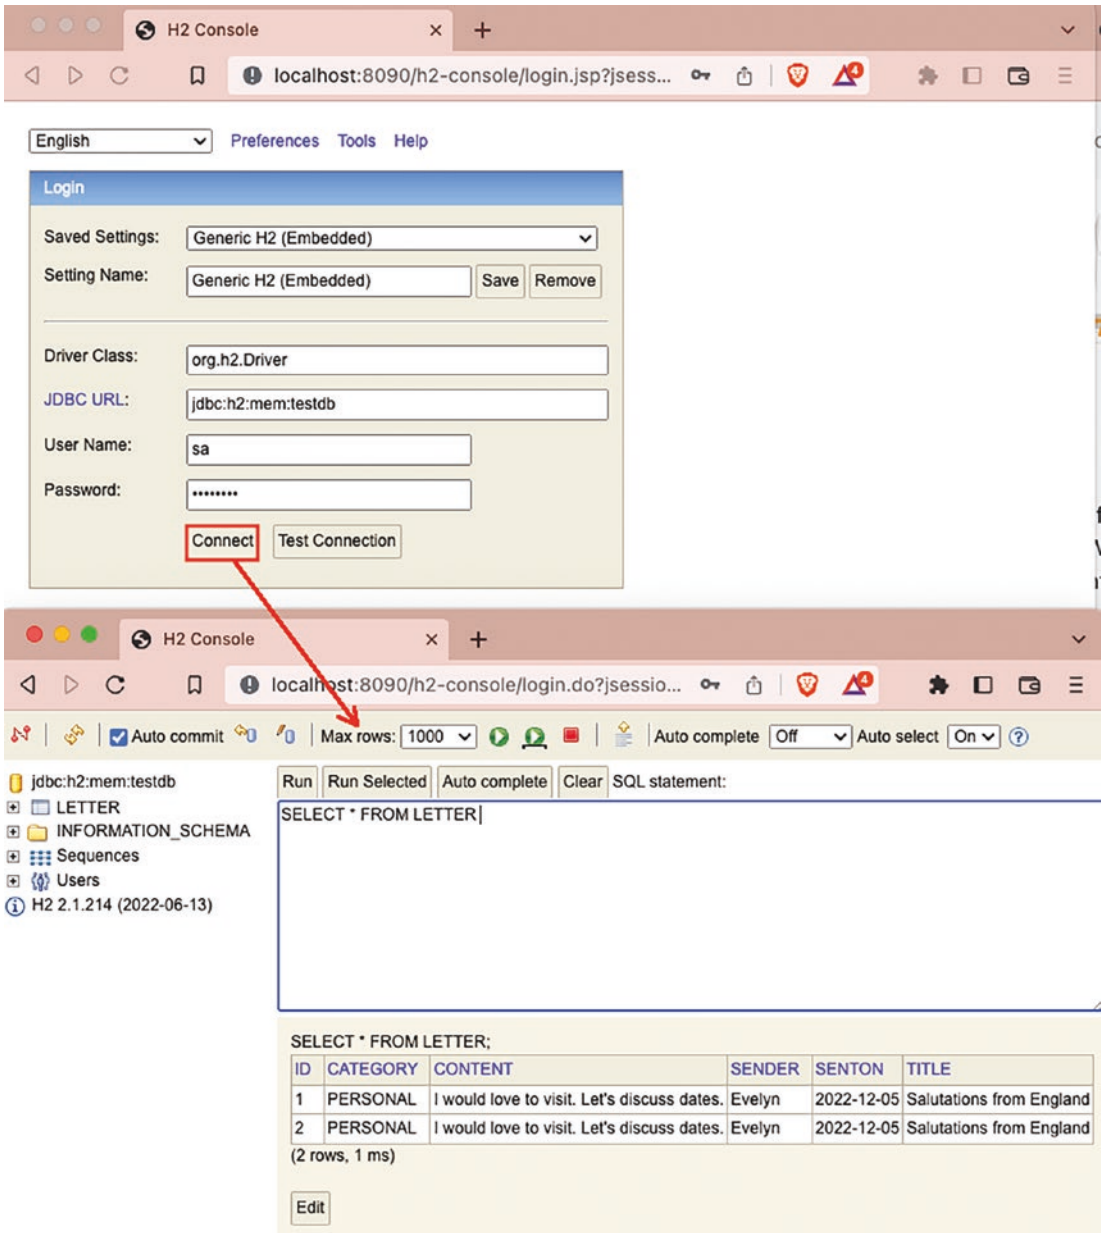 H2 Console
localhost:8090/h2-console/login.jsp?jsess...
4
English Preferences Tools Help
Login
Saved Settings: Generic H2 (Embedded)
Setting Name: Generic H2 (Embedded) Save Remove
Driver Class: org.h2.Driver
JDBC URL: jdbc:h2:mem:testdb
User Name: sa
Password: ••••••••
Connect Test Connection
H2 Console
localhost:8090/h2-console/login.do?jsessio...
4
Auto commit Max rows: 1000 Auto complete Off Auto select On ?
jdbc:h2:mem:testdb
LETTER
INFORMATION_SCHEMA
Sequences
Users
H2 2.1.214 (2022-06-13)
Run Run Selected Auto complete Clear SQL statement:
SELECT * FROM LETTER
SELECT * FROM LETTER;
ID CATEGORY CONTENT SENDER SENTON TITLE
1 PERSONAL I would love to visit. Let's discuss dates. Evelyn 2022-12-05 Salutations from England
2 PERSONAL I would love to visit. Let's discuss dates. Evelyn 2022-12-05 Salutations from England
(2 rows, 1 ms)
Edit